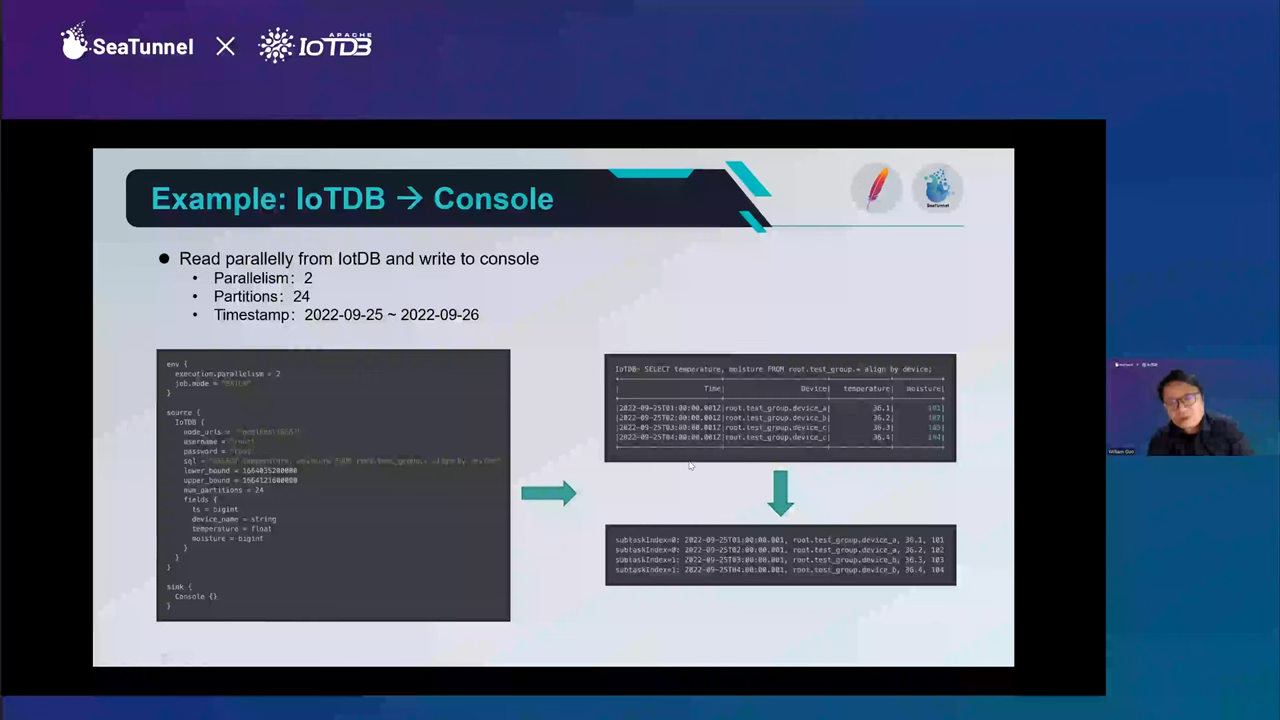 SeaTunnel X APACHE IOTDB
Example: IoTDB → Console
SeaTunnel
● Read parallelly from IotDB and write to console
• Parallelism: 2
• Partitions: 24
• Timestamp: 2022-09-25 ~ 2022-09-26
env {
execution.parallelism = 2
job.mode =
}
source {
IoTDB {
node_urls =
username =
password =
sql =
lower_bound = 1664035200000
upper_bound = 1664121600000
num_partitions = 24
fields {
ts = bigint
device_name = string
temperature = float
moisture = bigint
}
}
}
sink {
Console {}
}
IoTDB> SELECT temperature, moisture FROM root.test_group.* align by device;
| Time| Device| temperature| moisture|
|2022-09-25T01:00:00.001Z|root.test_group.device_a| 36.1| 101|
|2022-09-25T02:00:00.001Z|root.test_group.device_b| 36.2| 102|
|2022-09-25T03:00:00.001Z|root.test_group.device_c| 36.3| 103|
|2022-09-25T04:00:00.001Z|root.test_group.device_c| 36.4| 104|
subtaskIndex=0: 2022-09-25T01:00:00.001, root.test_group.device_a, 36.1, 101
subtaskIndex=0: 2022-09-25T02:00:00.001, root.test_group.device_a, 36.2, 102
subtaskIndex=1: 2022-09-25T03:00:00.001, root.test_group.device_b, 36.3, 103
subtaskIndex=1: 2022-09-25T04:00:00.001, root.test_group.device_b, 36.4, 104
William Guo